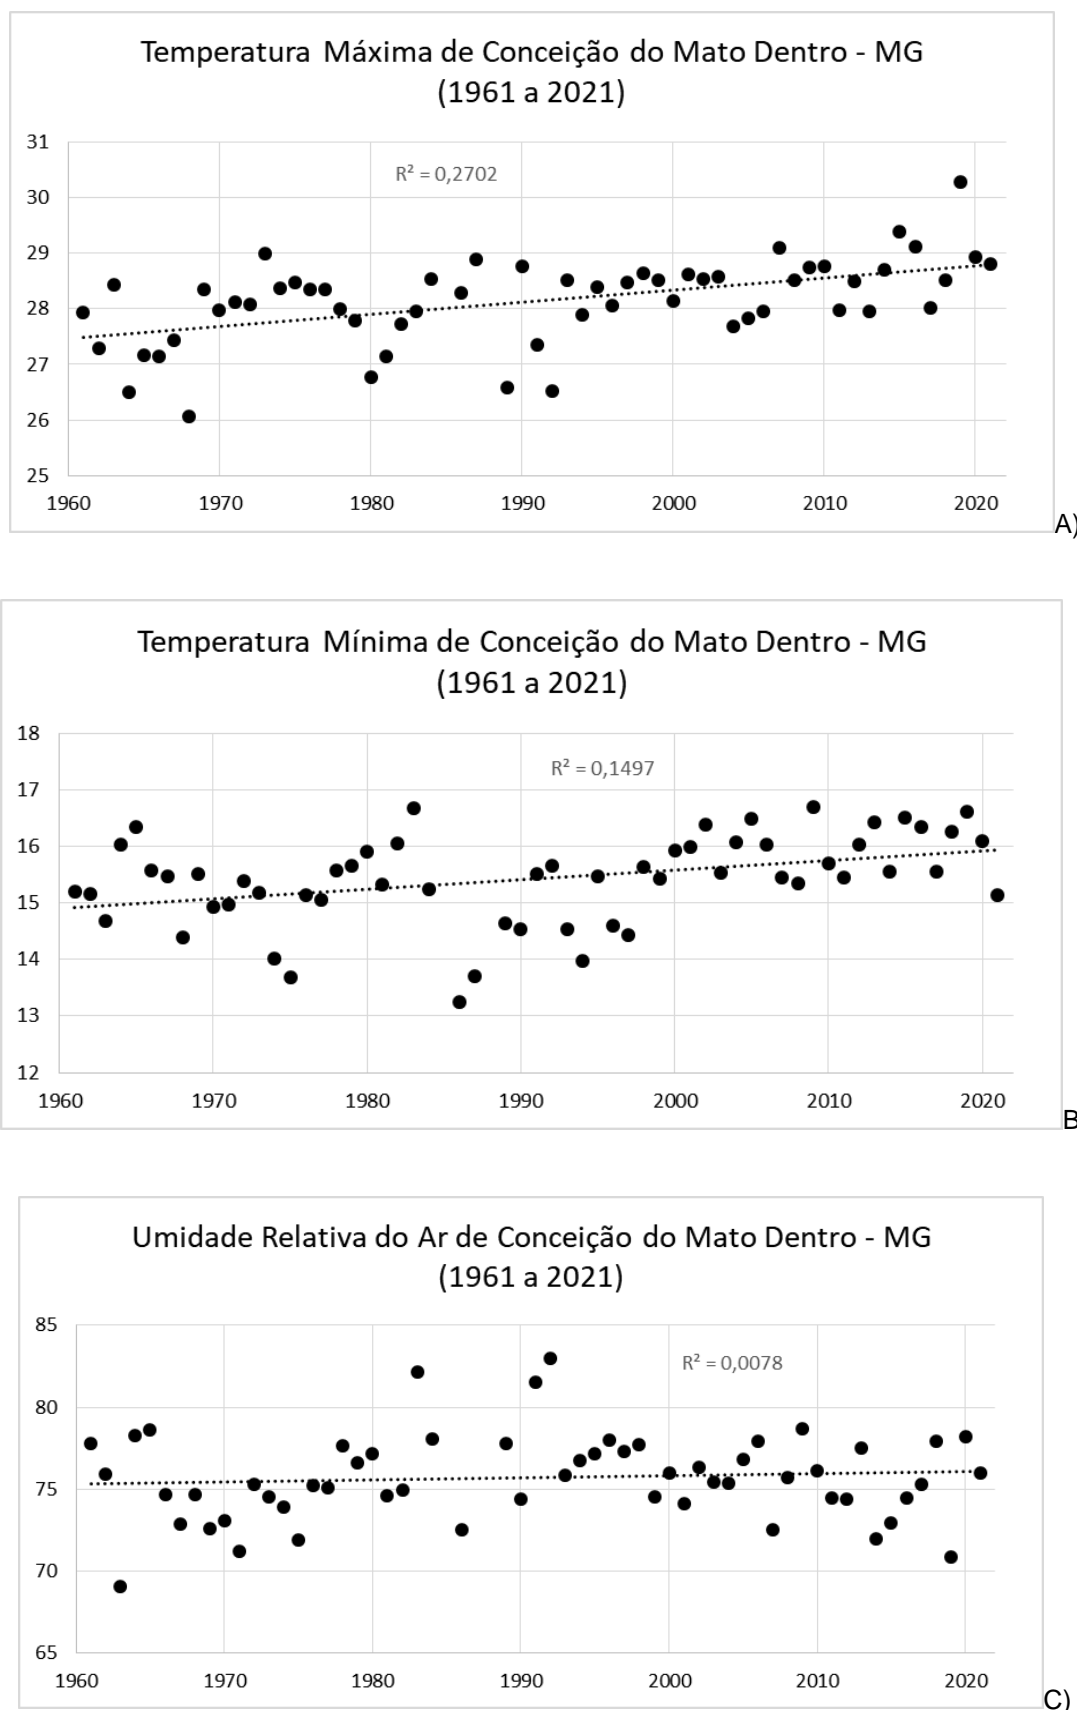 Temperatura Máxima de Conceição do Mato Dentro - MG
(1961 a 2021)
31
R² = 0,2702
30
29
28
27
26
25
1960 1970 1980 1990 2000 2010 2020
A)
Temperatura Mínima de Conceição do Mato Dentro - MG
(1961 a 2021)
18
R² = 0,1497
17
16
15
14
13
12
1960 1970 1980 1990 2000 2010 2020
B
Umidade Relativa do Ar de Conceição do Mato Dentro - MG
(1961 a 2021)
85
R² = 0,0078
80
75
70
65
1960 1970 1980 1990 2000 2010 2020
C)